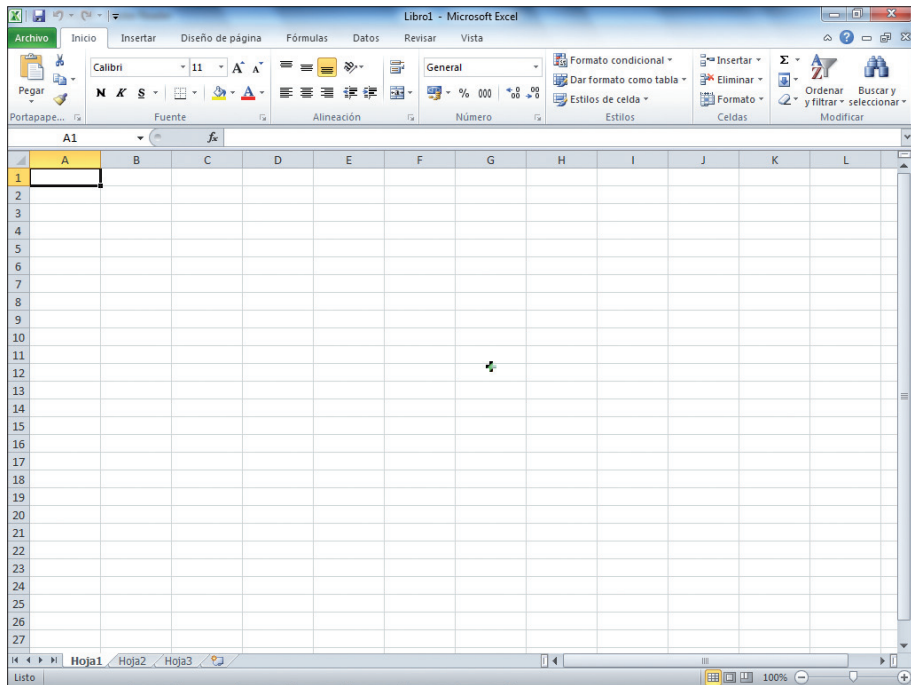 Libro1 - Microsoft Excel
Archivo Inicio Insertar Diseño de página Fórmulas Datos Revisar Vista
Pegar
Calibri 11 A A
N K S A
General
% 000
Formato condicional
Dar formato como tabla
Estilos de celda
Insertar
Eliminar
Formato
Σ
Ordenar y filtrar
Buscar y seleccionar
Portapape... Fuente Alineación Número Estilos Celdas Modificar
A1 fx
A B C D E F G H I J K L
1
2
3
4
5
6
7
8
9
10
11
12
13
14
15
16
17
18
19
20
21
22
23
24
25
26
27
Hoja1 Hoja2 Hoja3
Listo 100%